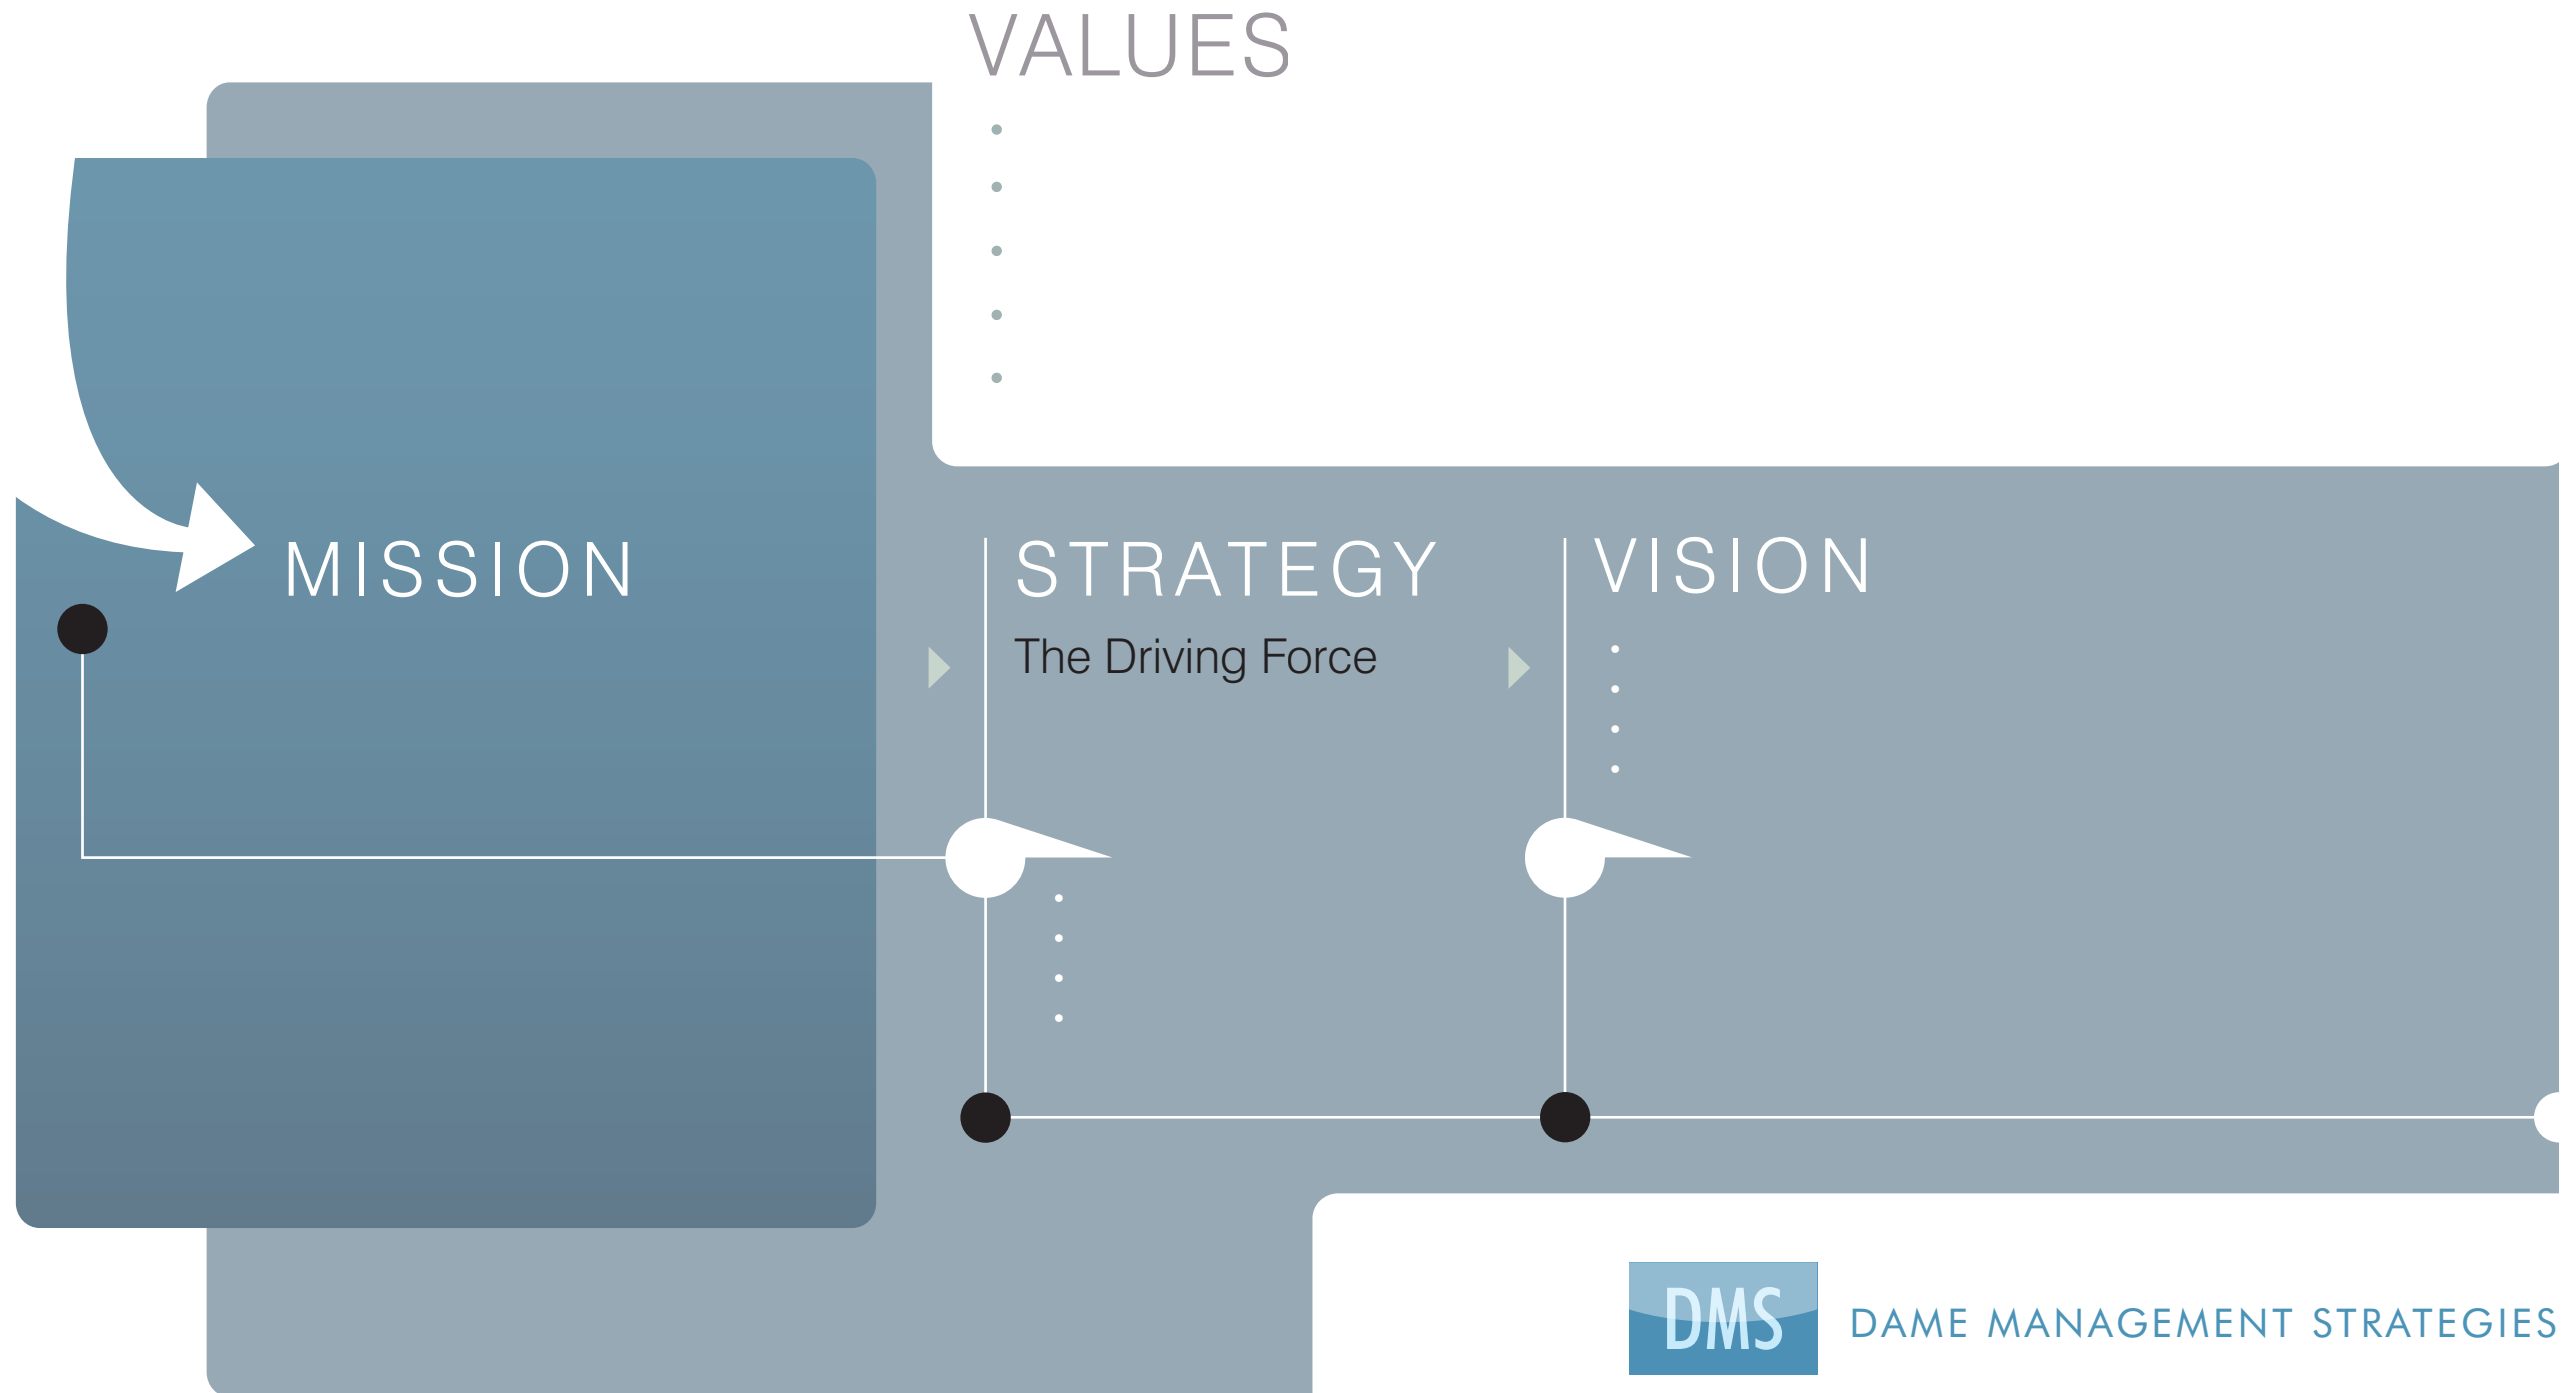 VALUES
MISSION
STRATEGY
The Driving Force
VISION
DMS
DAME MANAGEMENT STRATEGIES